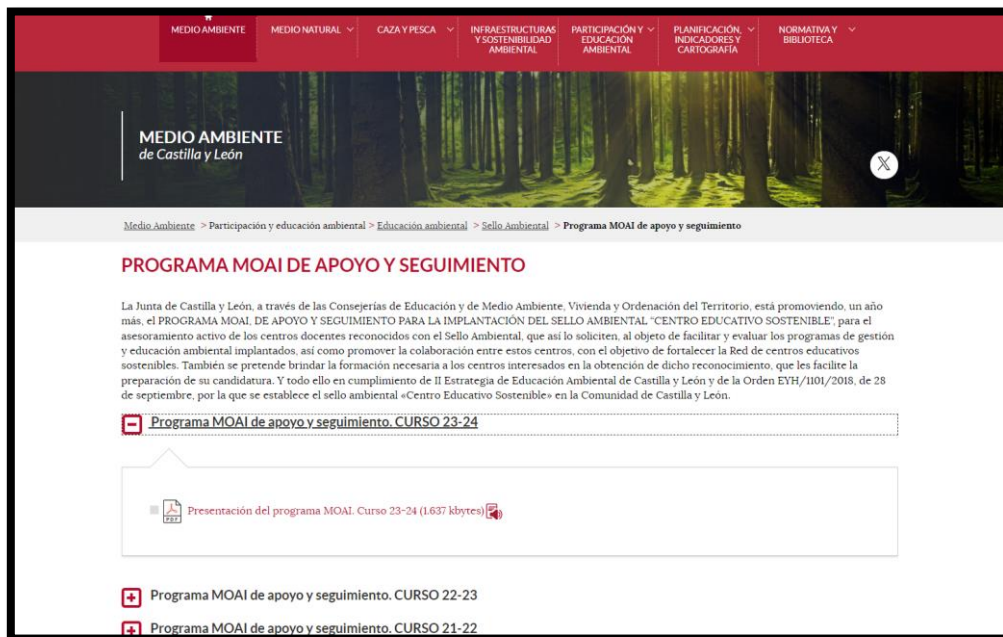 MEDIO AMBIENTE
MEDIO NATURAL
CAZA Y PESCA
INFRAESTRUCTURAS
Y SOSTENIBILIDAD
AMBIENTAL
PARTICIPACIÓN Y
EDUCACIÓN
AMBIENTAL
PLANIFICACIÓN,
INDICADORES Y
CARTOGRAFÍA
NORMATIVA Y
BIBLIOTECA
MEDIO AMBIENTE
de Castilla y León
X
Medio Ambiente > Participación y educación ambiental > Educación ambiental > Sello Ambiental > Programa MOAI de apoyo y seguimiento
PROGRAMA MOAI DE APOYO Y SEGUIMIENTO
La Junta de Castilla y León, a través de las Consejerías de Educación y de Medio Ambiente, Vivienda y Ordenación del Territorio, está promoviendo, un año
más, el PROGRAMA MOAI, DE APOYO Y SEGUIMIENTO PARA LA IMPLANTACIÓN DEL SELLO AMBIENTAL "CENTRO EDUCATIVO SOSTENIBLE", para el
asesoramiento activo de los centros docentes reconocidos con el Sello Ambiental, que así lo soliciten, al objeto de facilitar y evaluar los programas de gestión
y educación ambiental implantados, así como promover la colaboración entre estos centros, con el objetivo de fortalecer la Red de centros educativos
sostenibles. También se pretende brindar la formación necesaria a los centros interesados en la obtención de dicho reconocimiento, que les facilite la
preparación de su candidatura. Y todo ello en cumplimiento de II Estrategia de Educación Ambiental de Castilla y León y de la Orden EYH/1101/2018, de 28
de septiembre, por la que se establece el sello ambiental «Centro Educativo Sostenible» en la Comunidad de Castilla y León.
Programa MOAI de apoyo y seguimiento. CURSO 23-24
PDF
Presentación del programa MOAI. Curso 23-24 (1.637 kbytes)
Programa MOAI de apoyo y seguimiento. CURSO 22-23
Programa MOAI de apoyo y seguimiento. CURSO 21-22